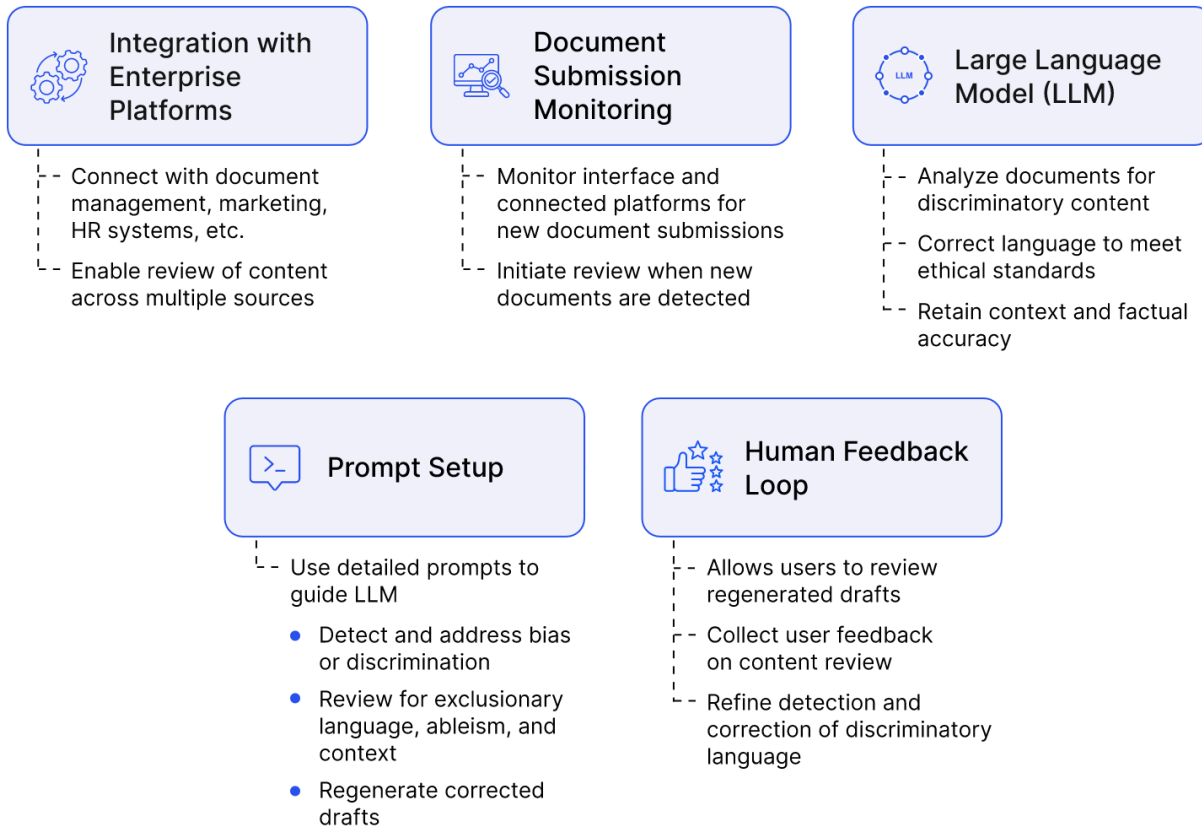 Integration with
Enterprise
Platforms
Connect with document
management, marketing,
HR systems, etc.
Enable review of content
across multiple sources
Document
Submission
Monitoring
Monitor interface and
connected platforms for
new document submissions
Initiate review when new
documents are detected
LLM
Large Language
Model (LLM)
Analyze documents for
discriminatory content
Correct language to meet
ethical standards
Retain context and factual
accuracy
>_
Prompt Setup
Use detailed prompts to
guide LLM
Detect and address bias
or discrimination
Review for exclusionary
language, ableism, and
context
Regenerate corrected
drafts
Human Feedback
Loop
Allows users to review
regenerated drafts
Collect user feedback
on content review
Refine detection and
correction of discriminatory
language